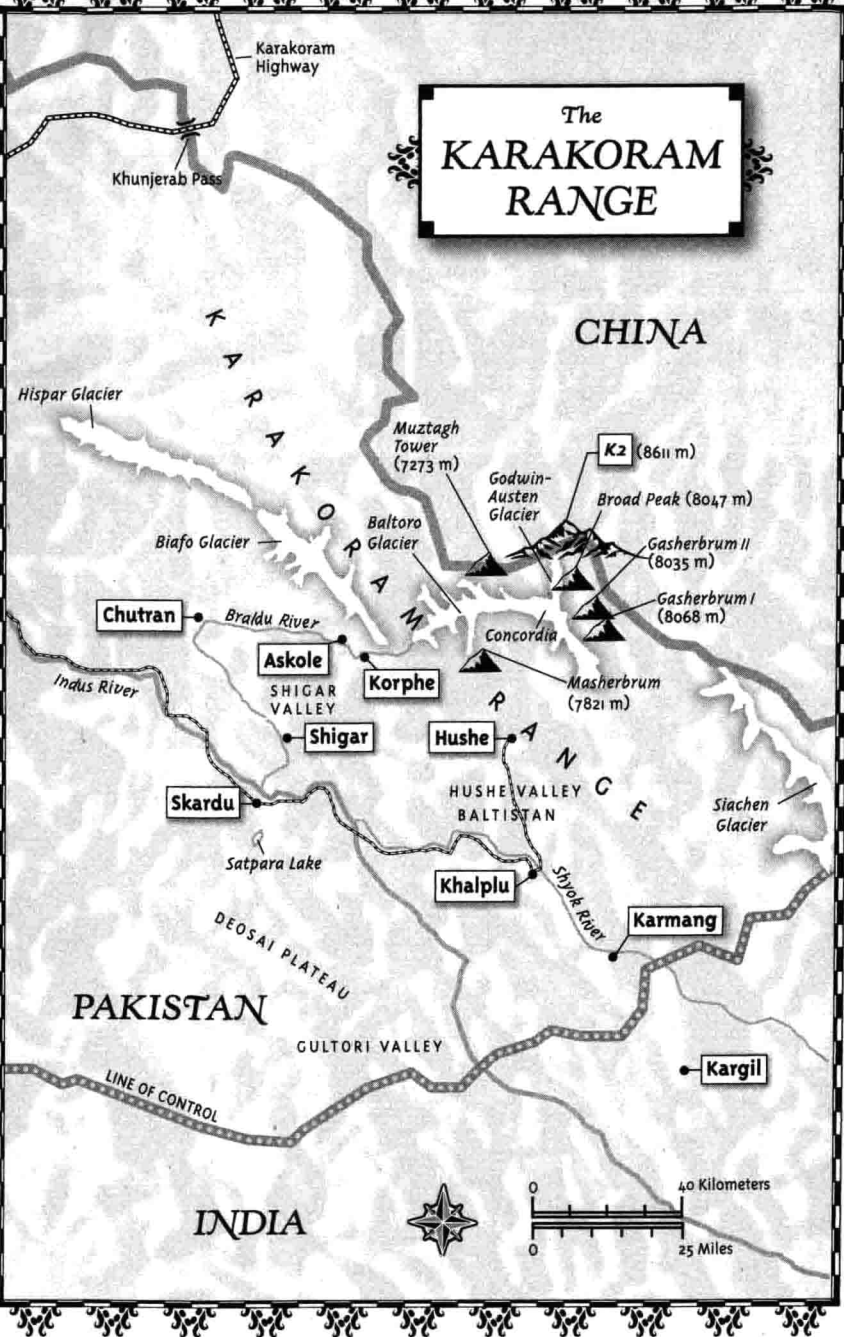 Karakoram
Highway
The
KARAKORAM
RANGE
Khunjerab Pass
CHINA
KARAKORAM
RANGE
Hispar Glacier
Muztagh
Tower
(7273 m)
K2 (8611 m)
Godwin-
Austen
Glacier
Broad Peak (8047 m)
Baltoro
Glacier
Biafo Glacier
Gasherbrum II
(8035 m)
Gasherbrum I
(8068 m)
Chutran
Braldu River
Concordia
Askole
Korphe
Masherbrum
(7821 m)
Indus River
SHIGAR
VALLEY
Shigar
Hushe
HUSHE VALLEY
BALTISTAN
Skardu
Siachen
Glacier
Satpara Lake
Khalplu
Shyok River
Karmang
DEOSAI PLATEAU
PAKISTAN
GULTORI VALLEY
Kargil
LINE OF CONTROL
INDIA
0 40 Kilometers
0 25 Miles